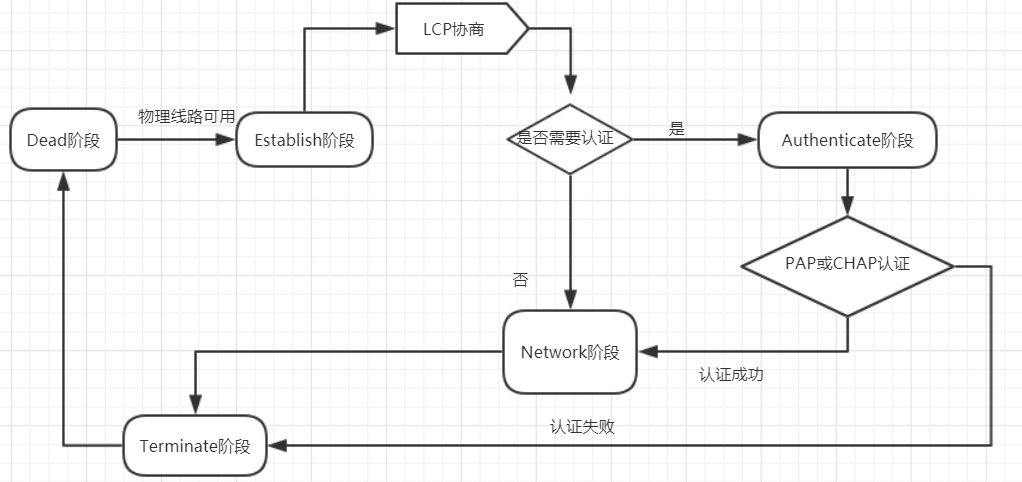 LCP协商
物理线路可用
Dead阶段
Establish阶段
是否需要认证
是
Authenticate阶段
PAP或CHAP认证
否
Network阶段
认证成功
认证失败
Terminate阶段